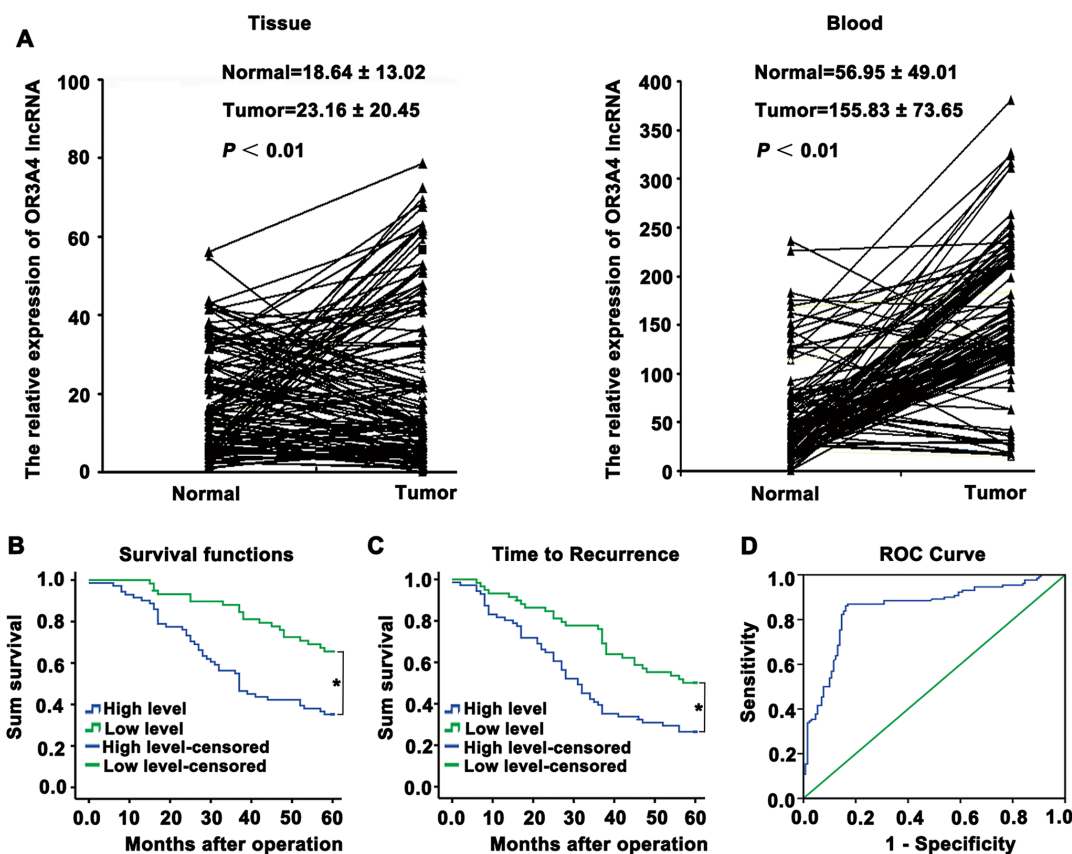 A
Tissue
Normal=18.64 ± 13.02
Tumor=23.16 ± 20.45
P < 0.01
The relative expression of OR3A4 lncRNA
100
80
60
40
20
0
Normal
Tumor
Blood
Normal=56.95 ± 49.01
Tumor=155.83 ± 73.65
P < 0.01
The relative expression of OR3A4 lncRNA
400
350
300
250
200
150
100
50
0
Normal
Tumor
B
Survival functions
Sum survival
1.0
0.8
0.6
0.4
0.2
0.0
*
High level
Low level
High level-censored
Low level-censored
0.0 10 20 30 40 50 60
Months after operation
C
Time to Recurrence
Sum survival
1.0
0.8
0.6
0.4
0.2
0.0
*
High level
Low level
High level-censored
Low level-censored
0.0 10 20 30 40 50 60
Months after operation
D
ROC Curve
Sensitivity
1.0
0.8
0.6
0.4
0.2
0.0
0.0 0.2 0.4 0.6 0.8 1.0
1 - Specificity